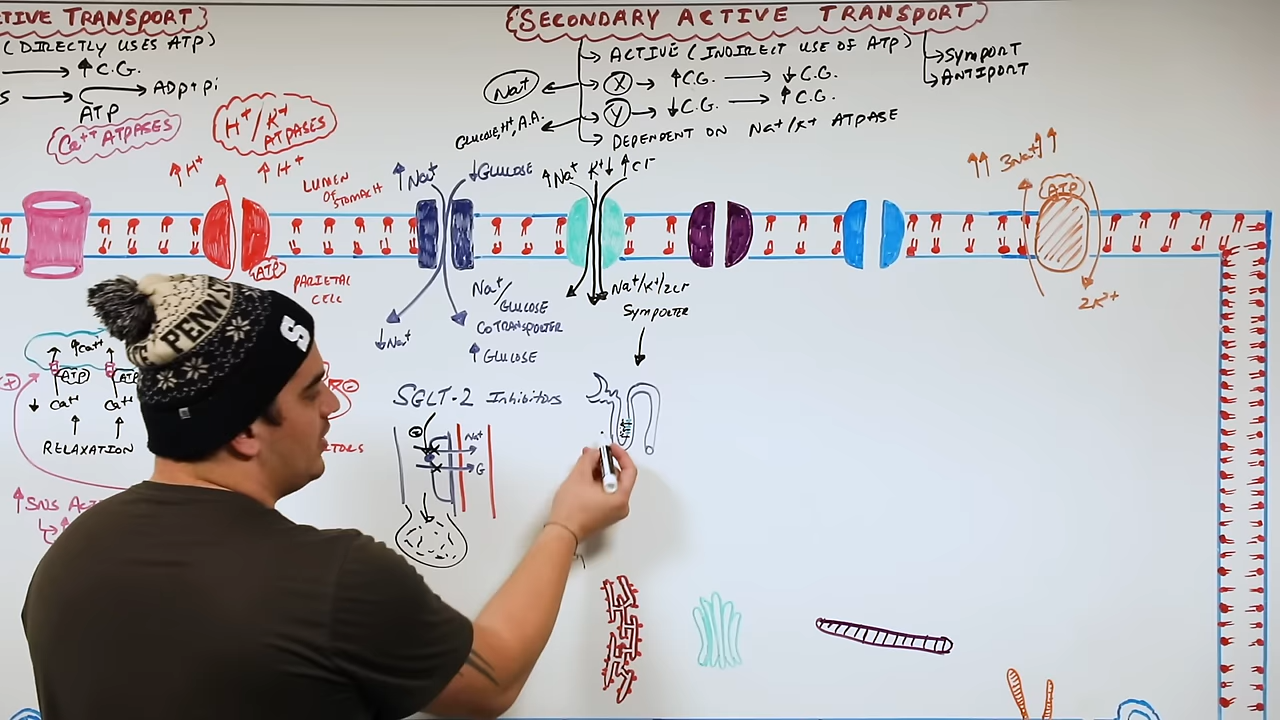 TIVE TRANSPORT}
(DIRECTLY USES ATP)
→ ↑C.G.
S → ADP+Pi
ATP
Ca++ ATPASES
H+/K+
ATPASES
{SECONDARY ACTIVE TRANSPORT}
→ ACTIVE (INDIRECT USE OF ATP)
→ SYMPORT
→ ANTIPORT
Na+ ← X → ↑C.G. → ↓C.G.
Glucose, H+, A.A. ← Y → ↓C.G. → ↑C.G.
→ DEPENDENT ON Na+/K+ ATPASE
↑H+
↑H+
LUMEN
OF
STOMACH
↑Na+
↓GLUCOSE
↑Na+ K+↓ ↑Cl-
↑↑ 3Na+↑↑
ATP
ATP
PARIETAL
CELL
Na+/
GLUCOSE
COTRANSPORTER
↓Na+
↑GLUCOSE
Na+/K+/2Cl-
SYMPORTER
2K+
PENN S
S
↑Ca++
ATP
ATP
↓ Ca++
Ca++
RELAXATION
+
-
TORS
↑SNS Ac
SGLT-2 Inhibitors
+
Na+
G